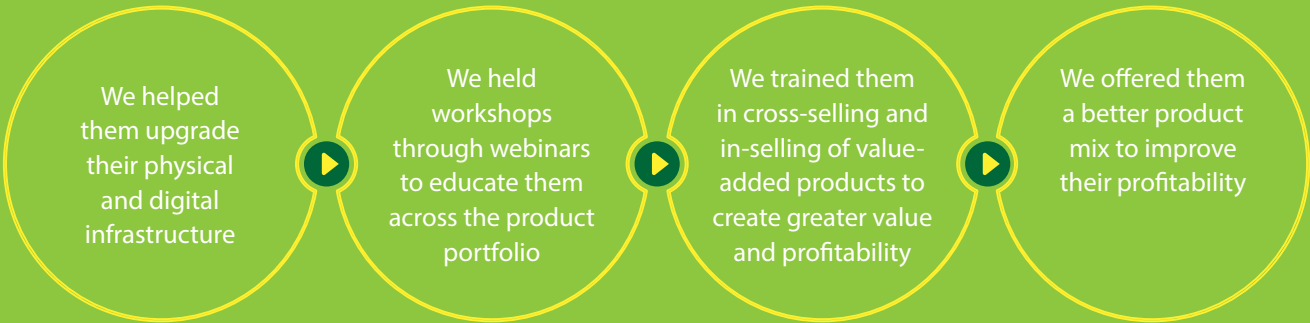 We helped
them upgrade
their physical
and digital
infrastructure
We held
workshops
through webinars
to educate them
across the product
portfolio
We trained them
in cross-selling and
in-selling of value-
added products to
create greater value
and profitability
We offered them
a better product
mix to improve
their profitability